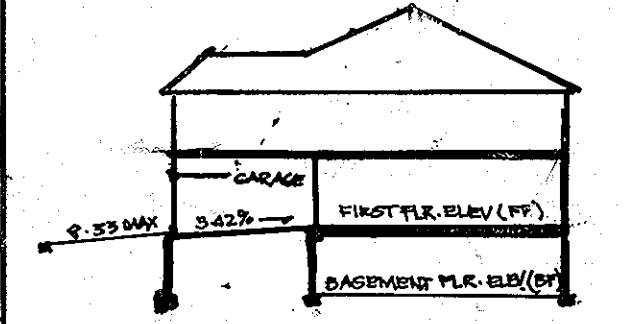 GARAGE
FIRST FLR. ELEV (FF)
8.33 MAX 3.42%
BASEMENT FLR. ELEV (BF)